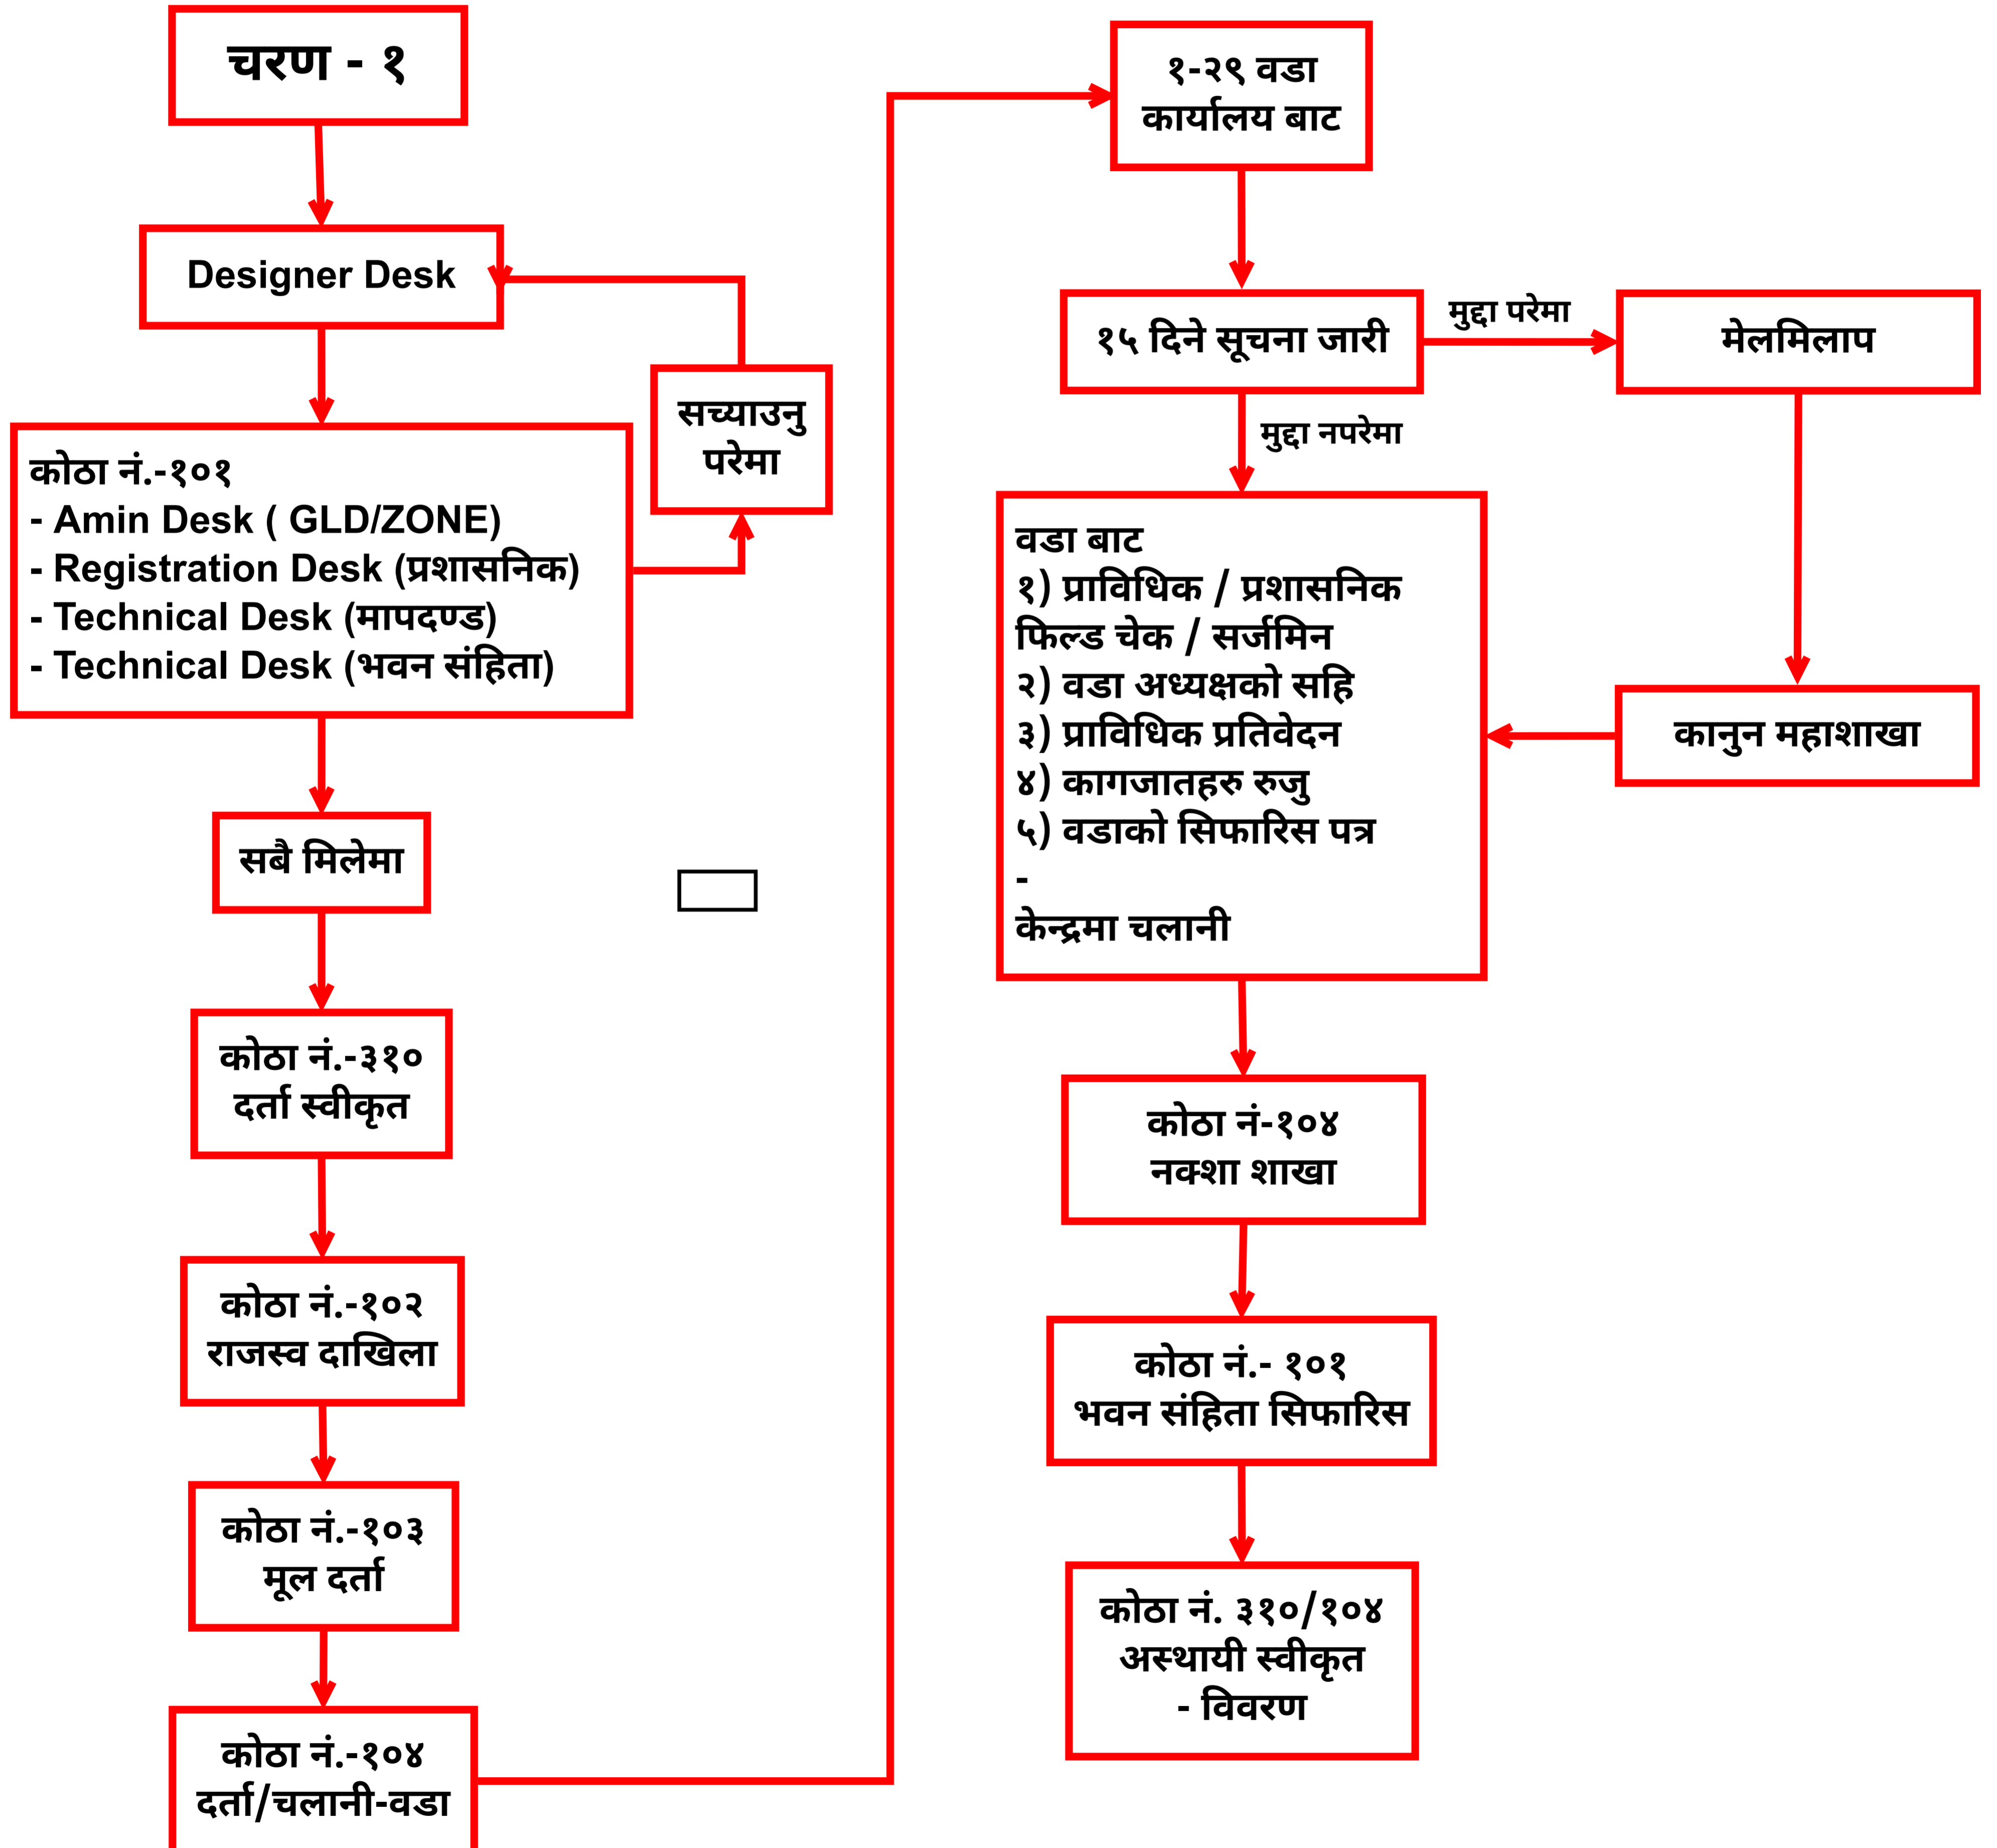 चरण - १
Designer Desk
सच्याउनु
परेमा
कोठा नं.-१०१
- Amin Desk ( GLD/ZONE)
- Registration Desk (प्रशासनिक)
- Technical Desk (मापदण्ड)
- Technical Desk (भवन संहिता)
सबै मिलेमा
कोठा नं.-३१०
दर्ता स्वीकृत
कोठा नं.-१०२
राजस्व दाखिला
कोठा नं.-१०३
मूल दर्ता
कोठा नं.-१०४
दर्ता/चलानी-वडा
१-२९ वडा
कार्यालय बाट
१५ दिने सूचना जारी
मुद्दा परेमा
मेलमिलाप
मुद्दा नपरेमा
कानुन महाशाखा
वडा बाट
१) प्राविधिक / प्रशासनिक
फिल्ड चेक / सर्जमिन
२) वडा अध्यक्षको सहि
३) प्राविधिक प्रतिवेदन
४) कागजातहरु रुजु
५) वडाको सिफारिस पत्र
-
केन्द्रमा चलानी
कोठा नं-१०४
नक्शा शाखा
कोठा नं.- १०१
भवन संहिता सिफारिस
कोठा नं. ३१०/१०४
अस्थायी स्वीकृत
- विवरण